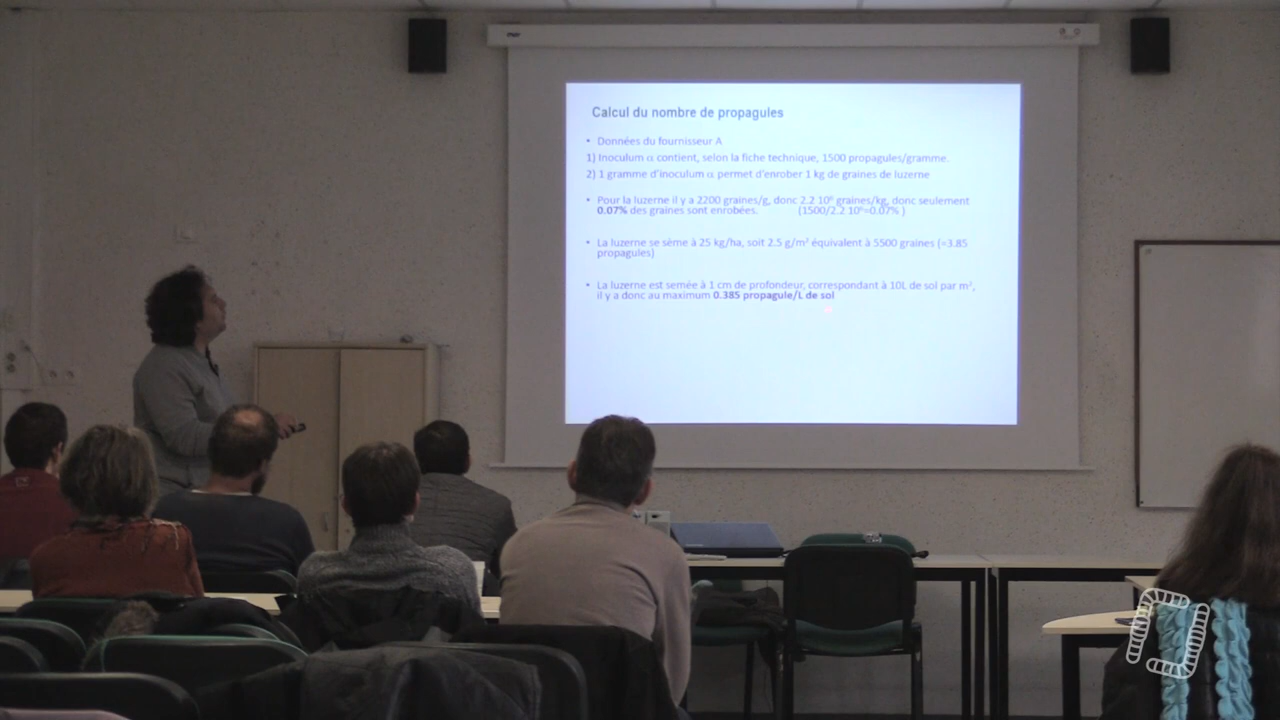 Calcul du nombre de propagules
• Données du fournisseur A
1) Inoculum α contient, selon la fiche technique, 1500 propagules/gramme.
2) 1 gramme d'inoculum α permet d'enrober 1 kg de graines de luzerne
• Pour la luzerne il y a 2200 graines/g, donc 2.2 10⁶ graines/kg, donc seulement
0.07% des graines sont enrobées. (1500/2.2 10⁶=0.07% )
• La luzerne se sème à 25 kg/ha, soit 2.5 g/m² équivalent à 5500 graines (=3.85
propagules)
• La luzerne est semée à 1 cm de profondeur, correspondant à 10L de sol par m²,
il y a donc au maximum 0.385 propagule/L de sol